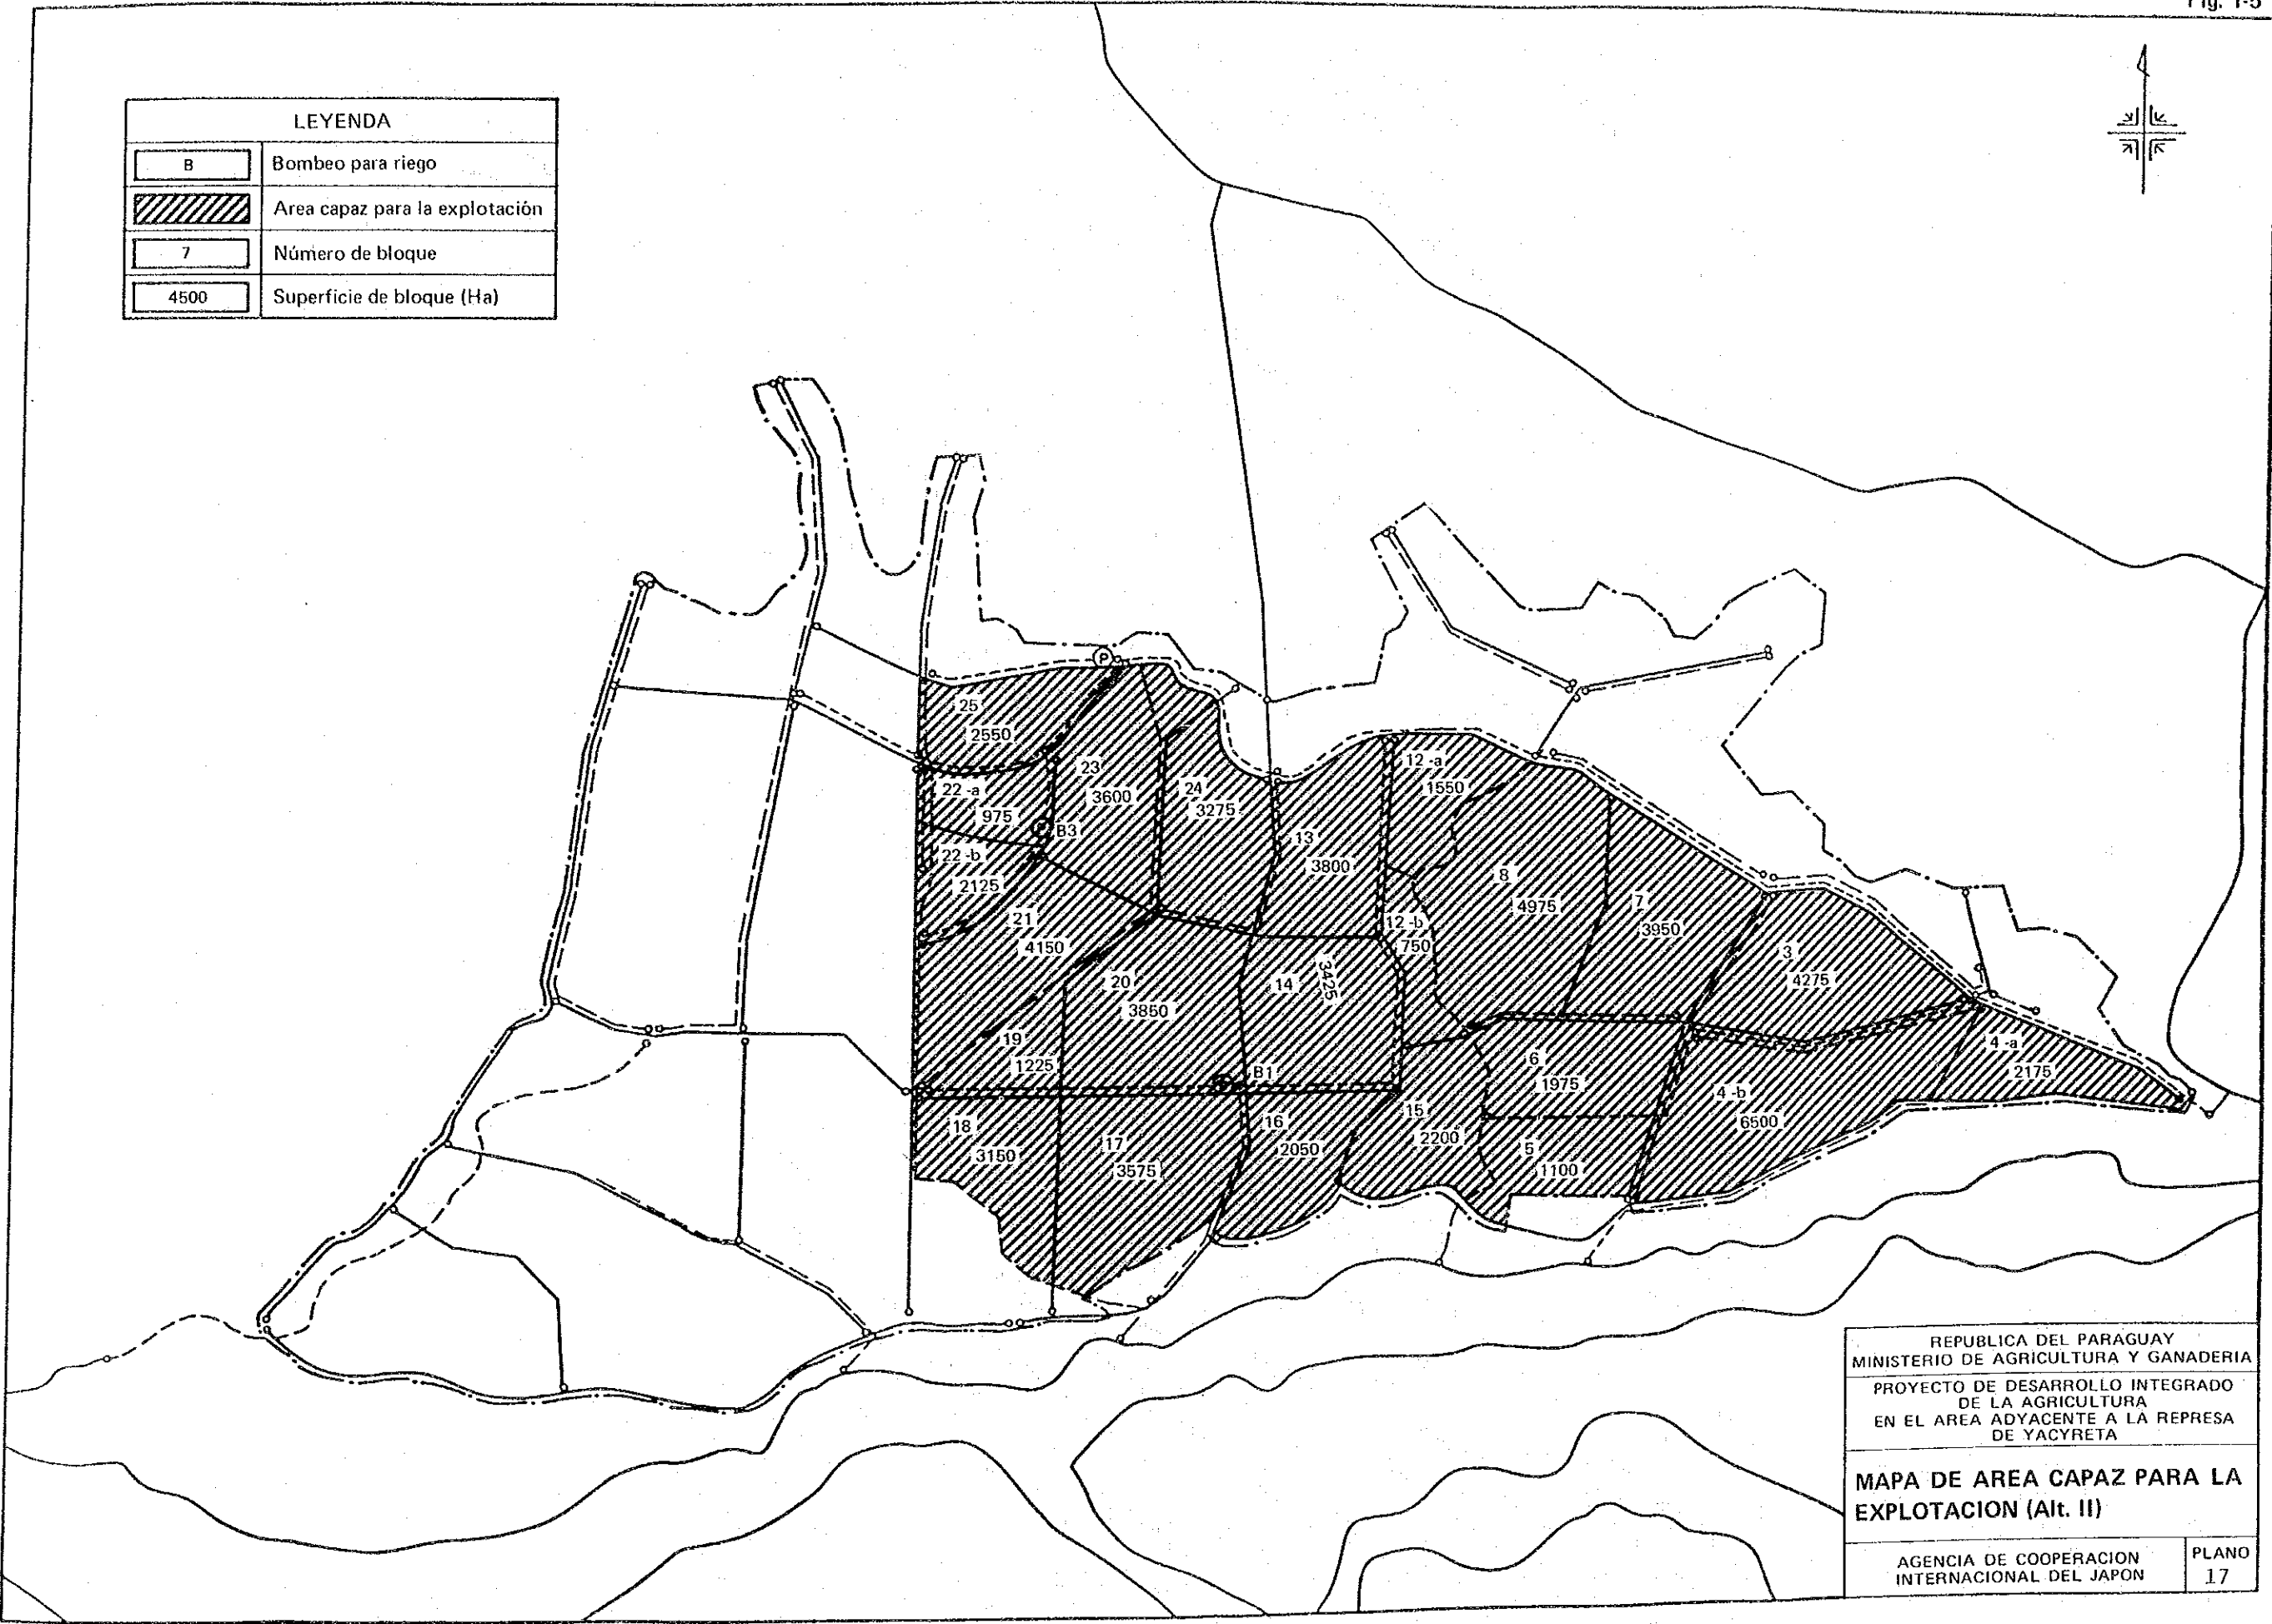 Fig. 1-5
LEYENDA
B Bombeo para riego
Area capaz para la explotación
7 Número de bloque
4500 Superficie de bloque (Ha)
P
25
2550
23
3600
24
3275
22-a
975
B3
22-b
2125
21
4150
13
3800
12-a
1550
8
4975
7
3950
12-b
750
3
4275
20
3850
14
3425
19
1225
B1
6
1975
4-a
2175
4-b
6500
18
3150
17
3575
16
2050
15
2200
5
1100
REPUBLICA DEL PARAGUAY
MINISTERIO DE AGRICULTURA Y GANADERIA
PROYECTO DE DESARROLLO INTEGRADO
DE LA AGRICULTURA
EN EL AREA ADYACENTE A LA REPRESA
DE YACYRETA
MAPA DE AREA CAPAZ PARA LA
EXPLOTACION (Alt. II)
AGENCIA DE COOPERACION
INTERNACIONAL DEL JAPON
PLANO
17